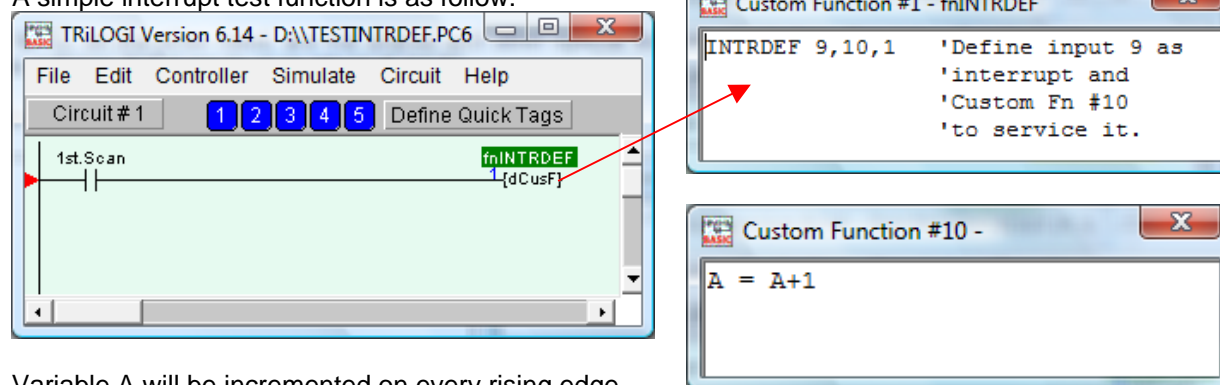 A simple interrupt test function is as follow:
TRiLOGI Version 6.14 - D:\\TESTINTRDEF.PC6
File Edit Controller Simulate Circuit Help
Circuit # 1 1 2 3 4 5 Define Quick Tags
1st.Scan fnINTRDEF
1 {dCusF}
Custom Function #1 - fnINTRDEF
INTRDEF 9,10,1 'Define input 9 as
'interrupt and
'Custom Fn #10
'to service it.
Custom Function #10 -
A = A+1
Variable A will be incremented on every rising edge